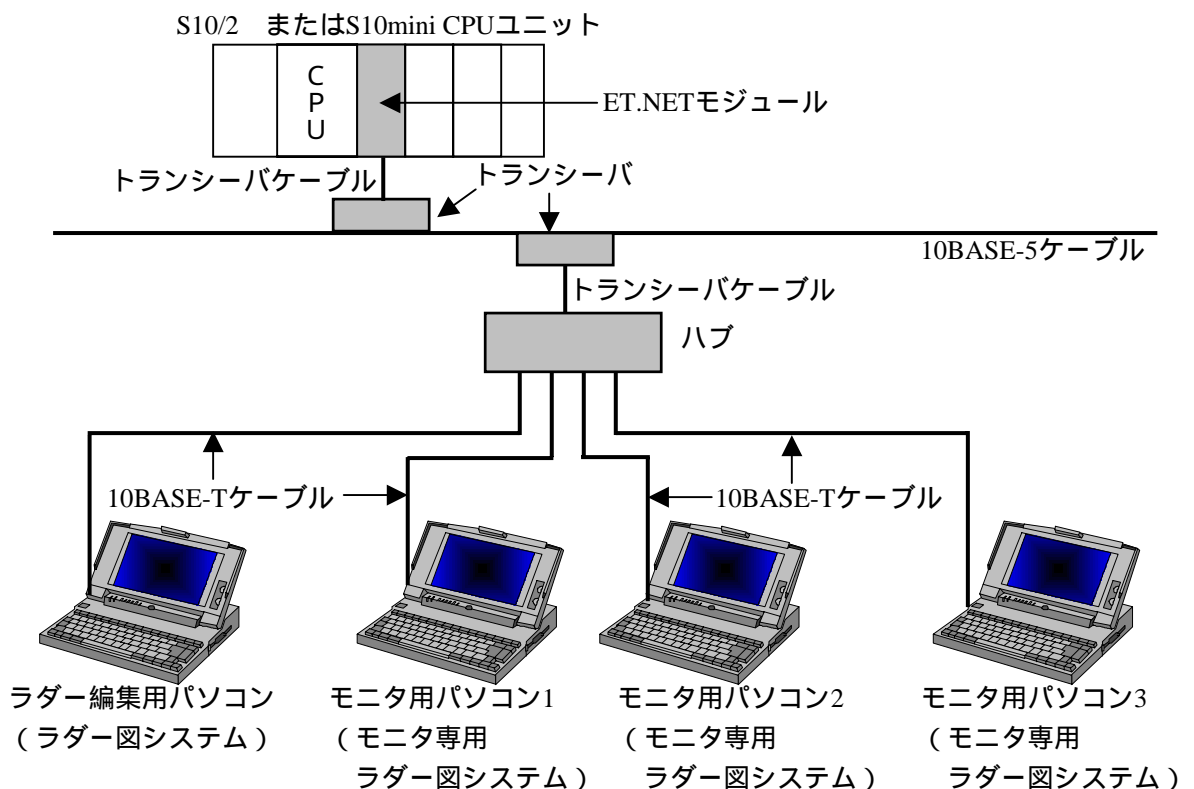 S10/2　またはS10mini CPUユニット
CPU
ET.NETモジュール
トランシーバケーブル
トランシーバ
10BASE-5ケーブル
トランシーバケーブル
ハブ
10BASE-Tケーブル
10BASE-Tケーブル
ラダー編集用パソコン
（ラダー図システム）
モニタ用パソコン1
（モニタ専用
ラダー図システム）
モニタ用パソコン2
（モニタ専用
ラダー図システム）
モニタ用パソコン3
（モニタ専用
ラダー図システム）